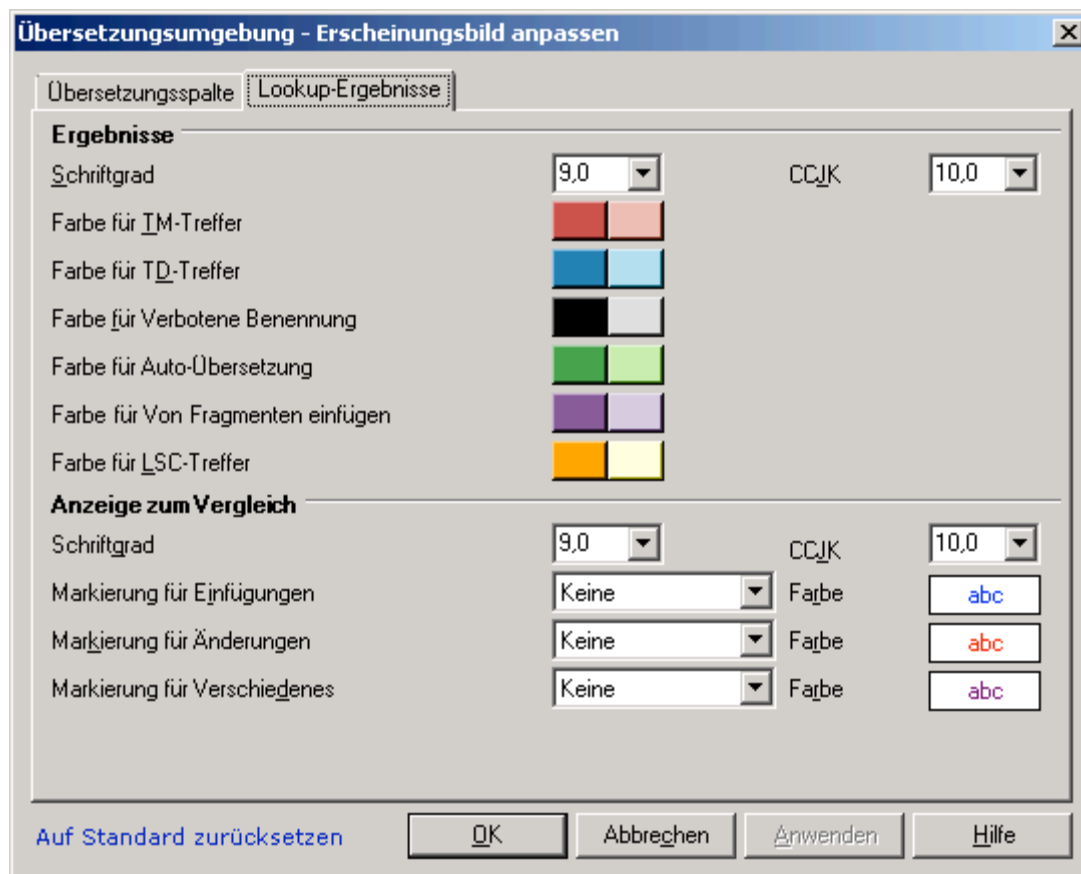 Übersetzungsumgebung - Erscheinungsbild anpassen
Übersetzungsspalte Lookup-Ergebnisse
Ergebnisse
Schriftgrad 9,0 CCJK 10,0
Farbe für TM-Treffer
Farbe für TD-Treffer
Farbe für Verbotene Benennung
Farbe für Auto-Übersetzung
Farbe für Von Fragmenten einfügen
Farbe für LSC-Treffer
Anzeige zum Vergleich
Schriftgrad 9,0 CCJK 10,0
Markierung für Einfügungen Keine Farbe abc
Markierung für Änderungen Keine Farbe abc
Markierung für Verschiedenes Keine Farbe abc
Auf Standard zurücksetzen OK Abbrechen Anwenden Hilfe